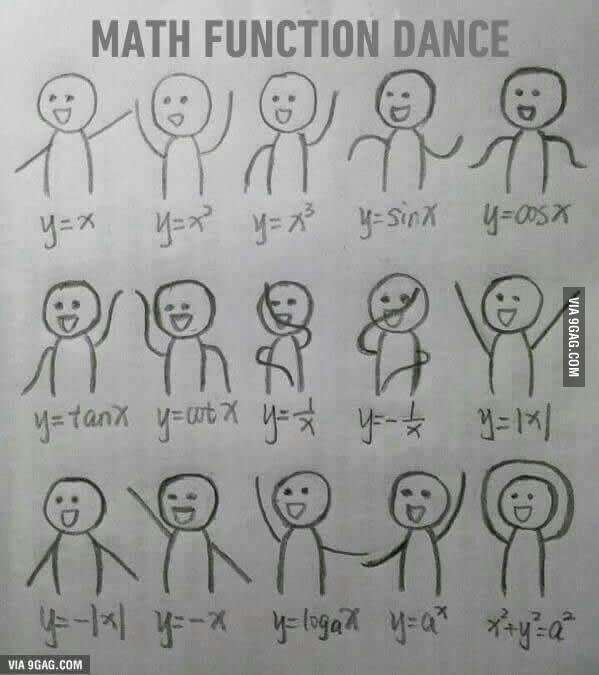 MATH FUNCTION DANCE
y=x y=x² y=x³ y=sinx y=cosx
VIA 9GAG.COM
y=tanx y=cotx y=1/x y=-1/x y=|x|
y=-|x| y=-x y=logₐx y=aˣ x²+y²=a²
VIA 9GAG.COM